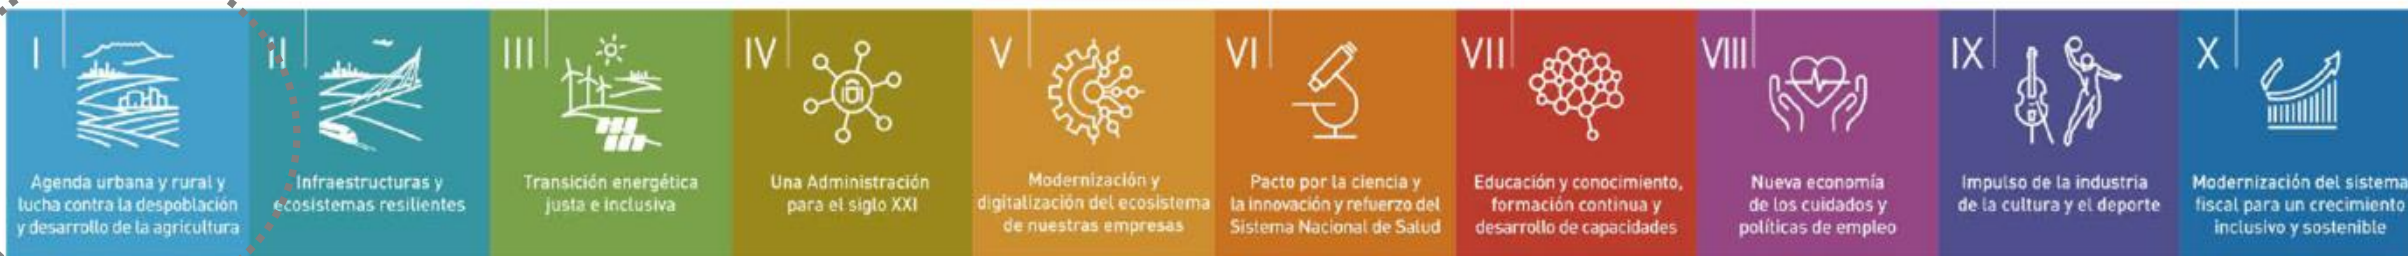 I
Agenda urbana y rural y
lucha contra la despoblación
y desarrollo de la agricultura
II
Infraestructuras y
ecosistemas resilientes
III
Transición energética
justa e inclusiva
IV
Una Administración
para el siglo XXI
V
Modernización y
digitalización del ecosistema
de nuestras empresas
VI
Pacto por la ciencia y
la innovación y refuerzo del
Sistema Nacional de Salud
VII
Educación y conocimiento,
formación continua y
desarrollo de capacidades
VIII
Nueva economía
de los cuidados y
políticas de empleo
IX
Impulso de la industria
de la cultura y el deporte
X
Modernización del sistema
fiscal para un crecimiento
inclusivo y sostenible